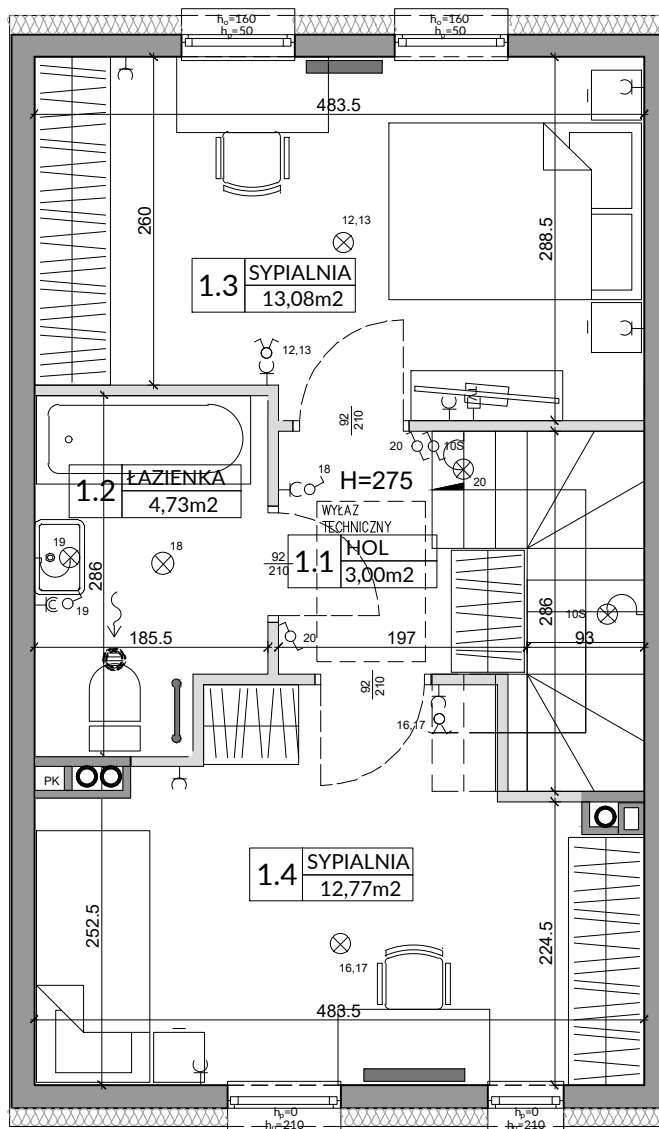 ho=160
hp=50
ho=160
hp=50
483.5
260
288.5
12,13
1.3
SYPIALNIA
13,08m2
12,13
92
210
20
10S
20
18
H=275
1.2
ŁAZIENKA
4,73m2
WYŁAZ
TECHNICZNY
1.1
HOL
3,00m2
92
210
19
18
19
286
286
10S
185.5
20
197
93
92
210
16,17
PK
1.4
SYPIALNIA
12,77m2
252.5
224.5
16,17
483.5
hp=0
ho=210
hp=0
ho=210